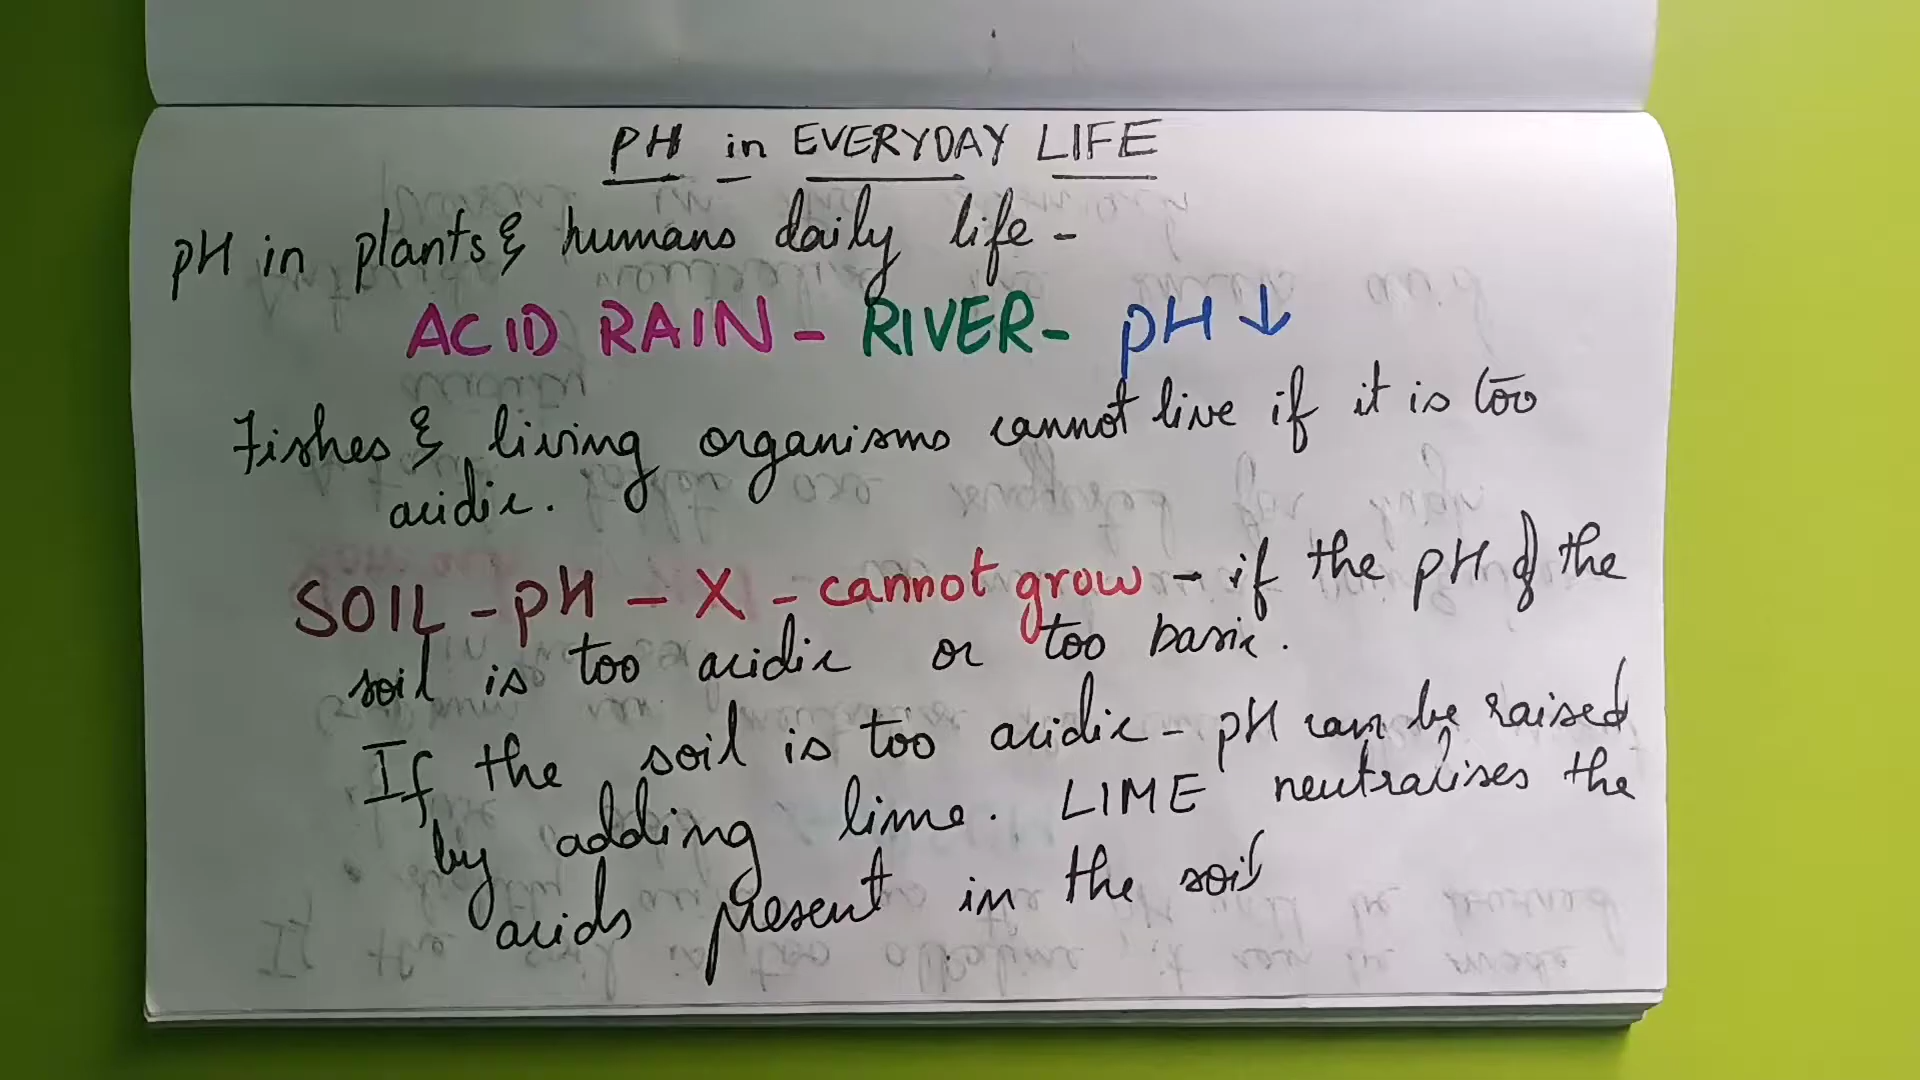 PH in EVERYDAY LIFE
pH in plants & humans daily life -
ACID RAIN - RIVER - pH ↓
Fishes & living organisms cannot live if it is too
acidic.
SOIL - pH - X - cannot grow - if the pH of the
soil is too acidic or too basic.
If the soil is too acidic - pH can be raised
by adding lime. LIME neutralises the
acids present in the soil